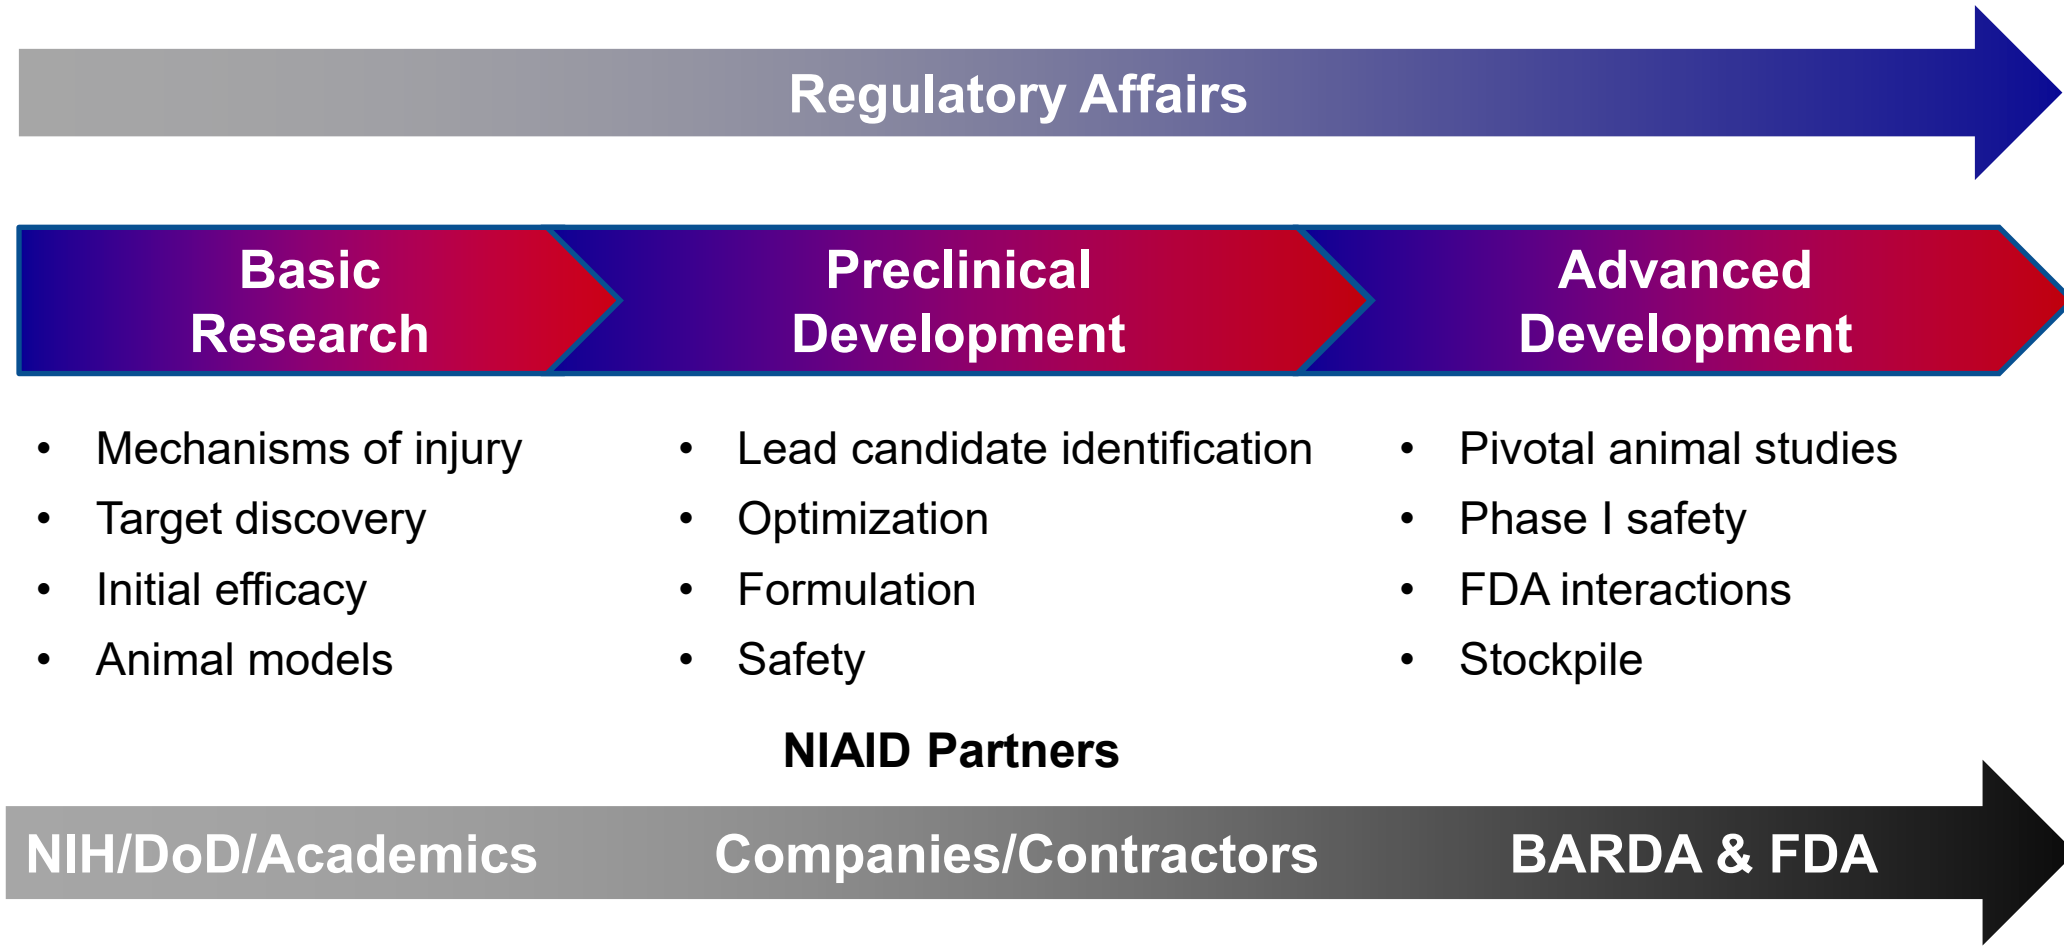 Regulatory Affairs
Basic
Research
Preclinical
Development
Advanced
Development
• Mechanisms of injury
• Target discovery
• Initial efficacy
• Animal models
• Lead candidate identification
• Optimization
• Formulation
• Safety
• Pivotal animal studies
• Phase I safety
• FDA interactions
• Stockpile
NIAID Partners
NIH/DoD/Academics
Companies/Contractors
BARDA & FDA